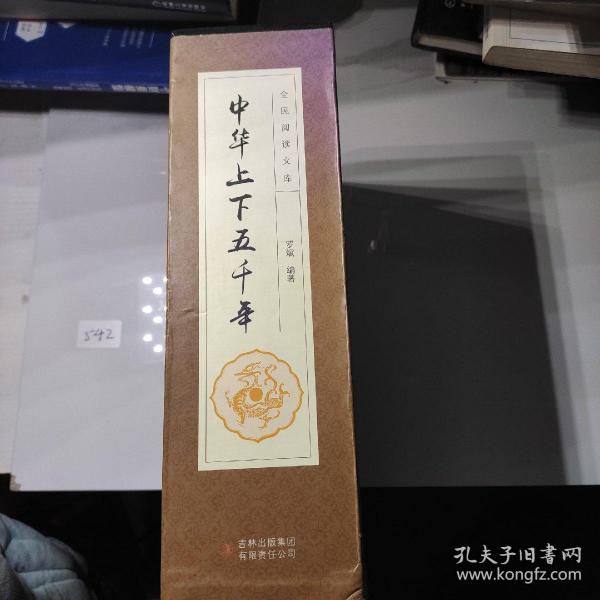 全民阅读文库
中华上下五千年
罗斌 编著
吉林出版集团
有限责任公司
542
孔夫子旧书网
www.kongfz.com